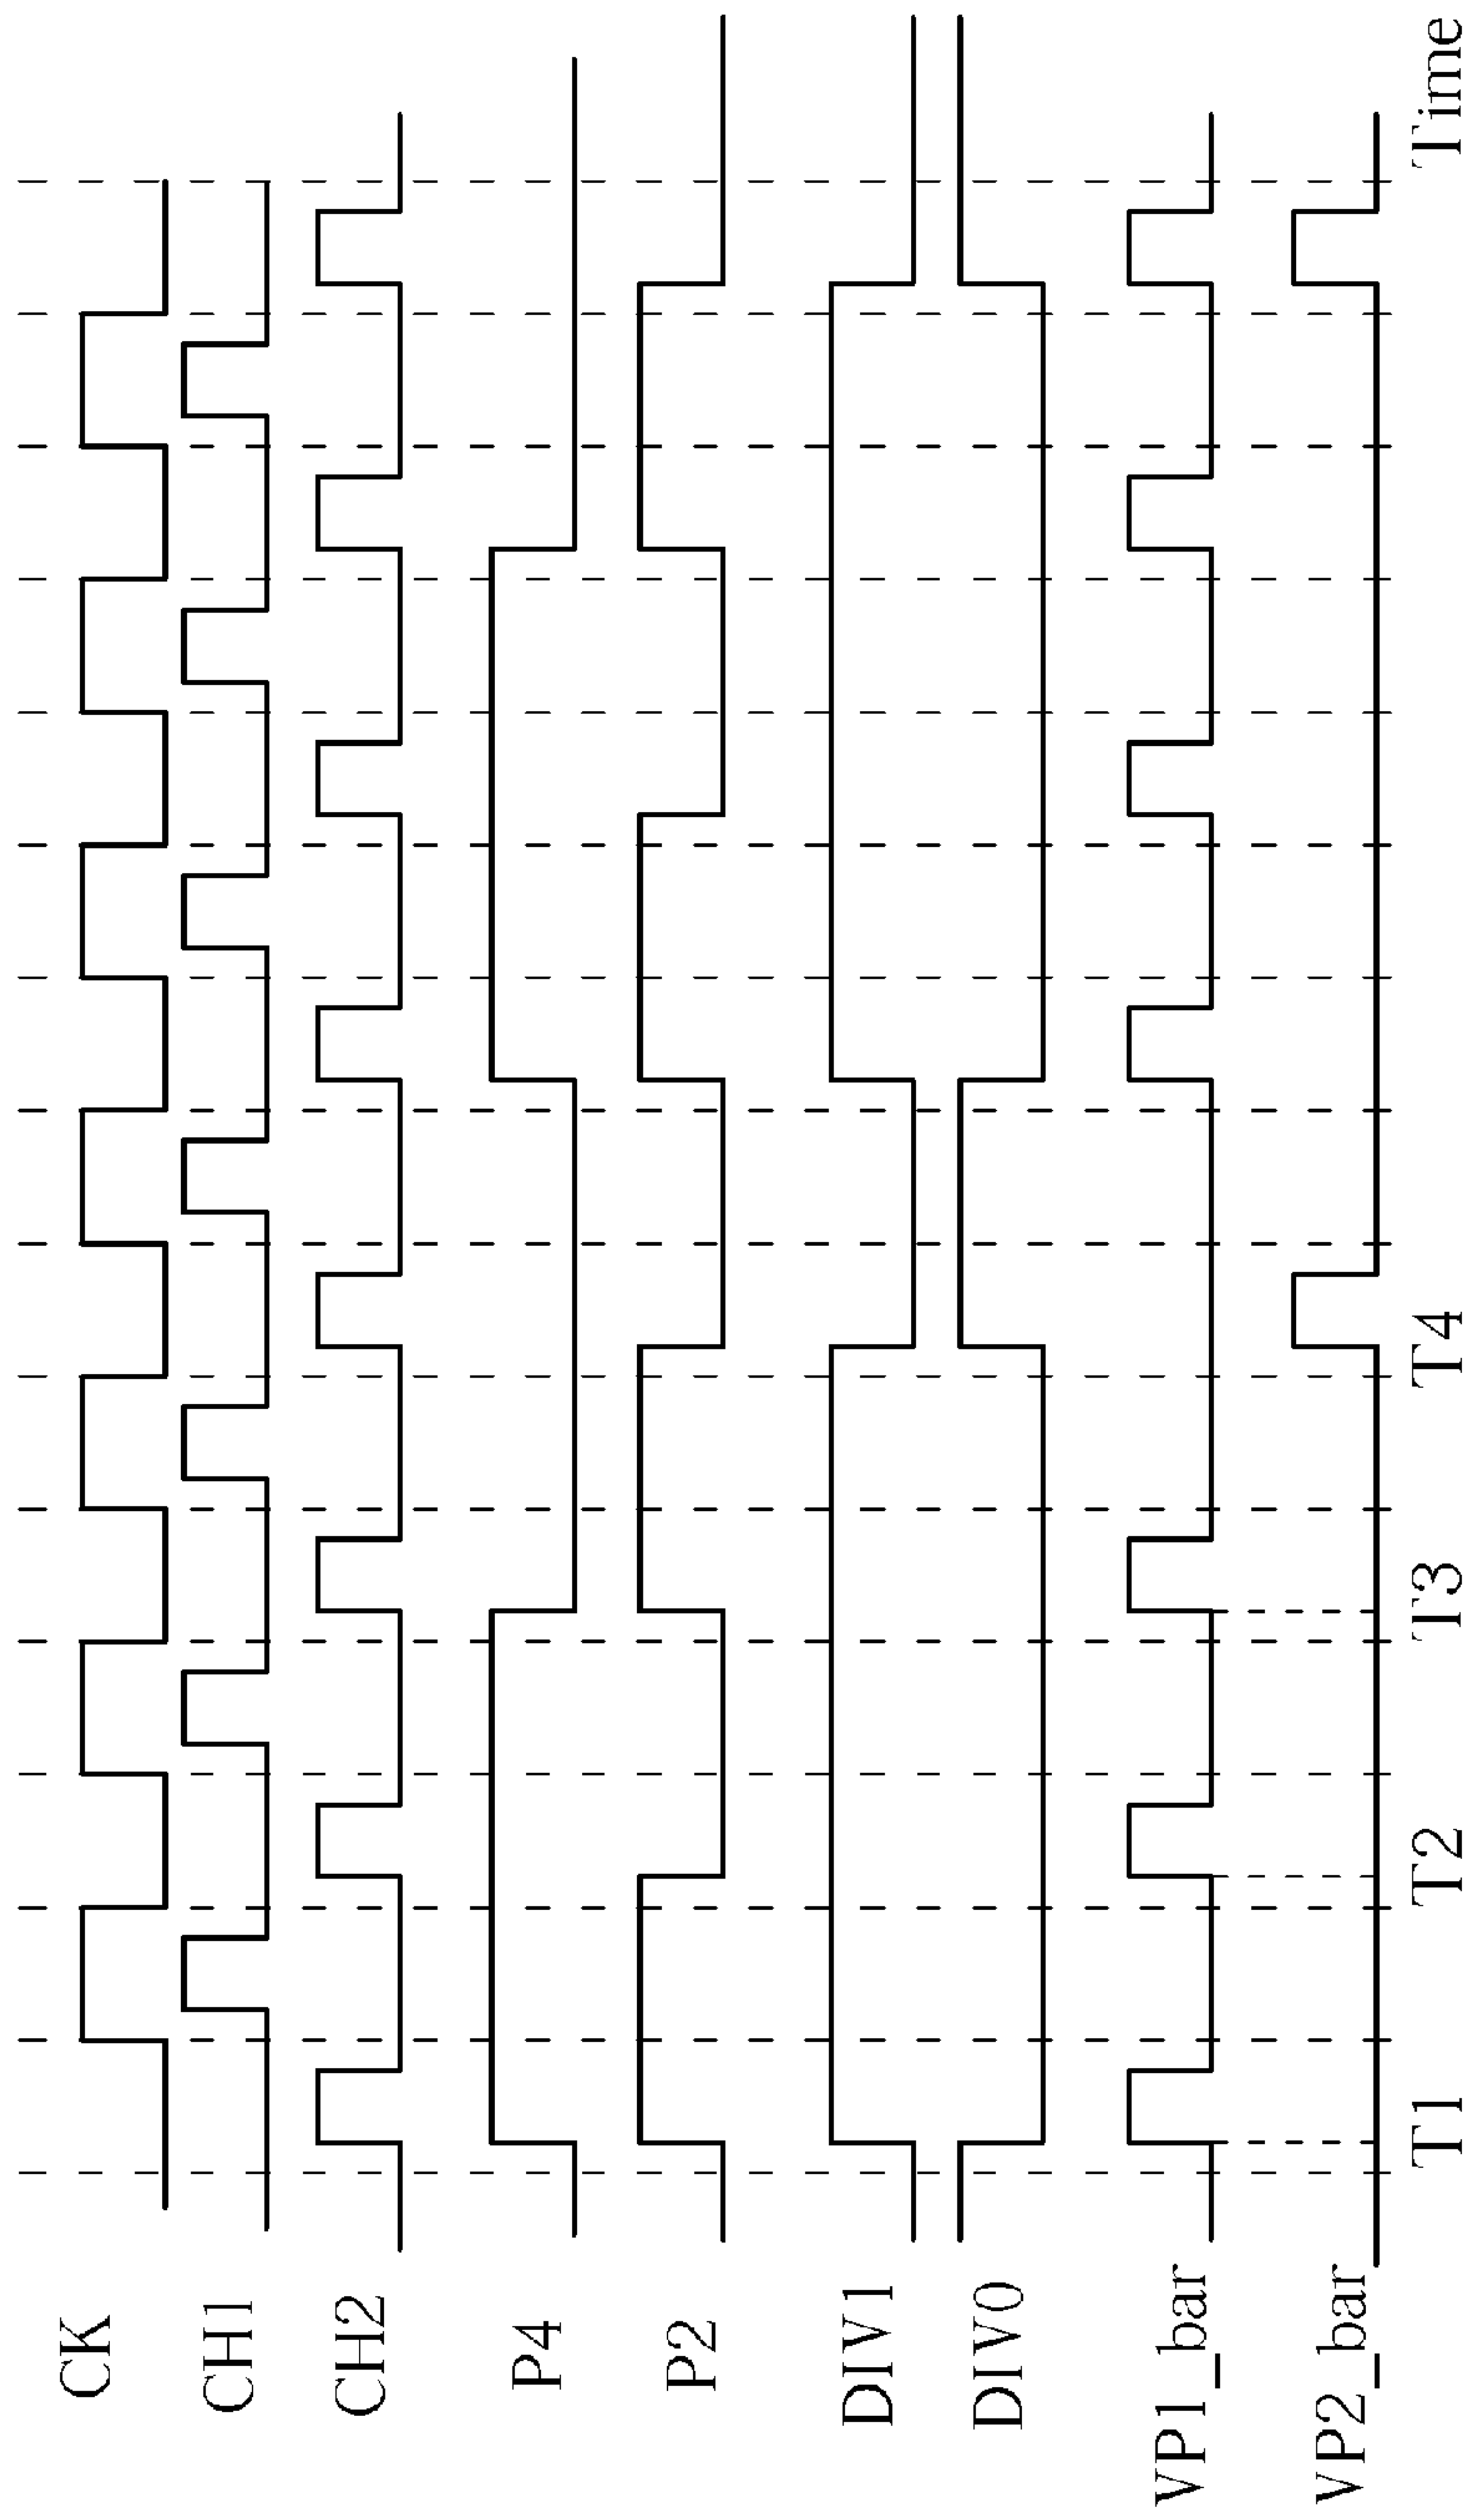 CK
CH1
CH2
P4
P2
DIV1
DIV0
VP1_bar
VP2_bar
T1 T2 T3 T4 Time